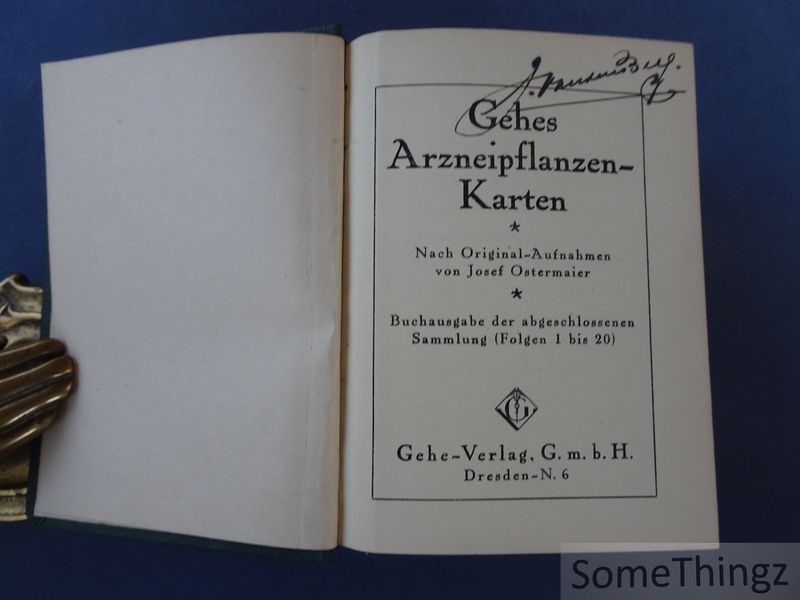 Gehes
Arzneipflanzen-
Karten
*
Nach Original-Aufnahmen
von Josef Ostermaier
*
Buchausgabe der abgeschlossenen
Sammlung (Folgen 1 bis 20)
G
Gehe-Verlag, G. m. b. H.
Dresden-N. 6
SomeThingz